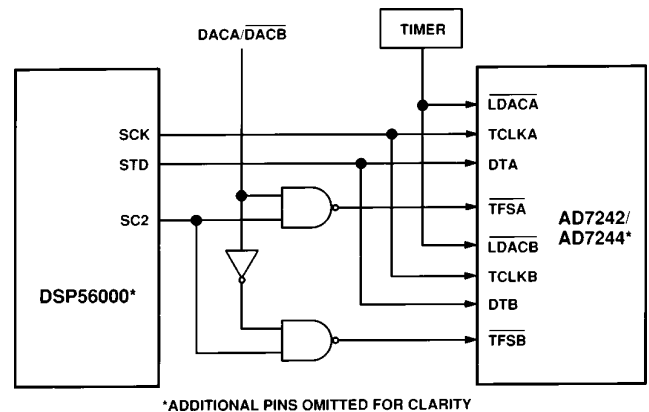 DACA/DACB
TIMER
LDACA
SCK
TCLKA
STD
DTA
SC2
TFSA
AD7242/
AD7244*
LDACB
TCLKB
DSP56000*
DTB
TFSB
*ADDITIONAL PINS OMITTED FOR CLARITY